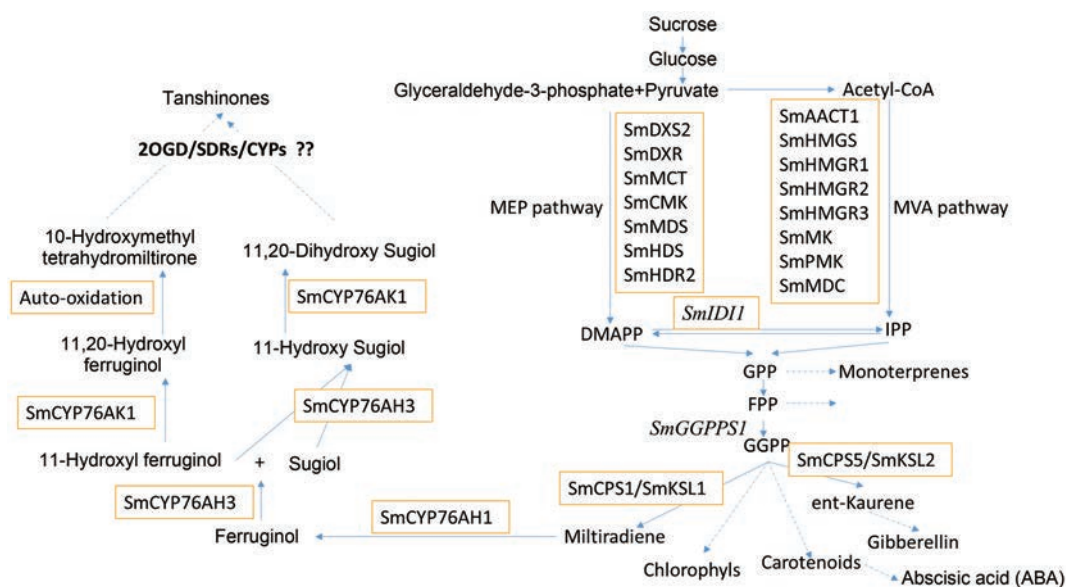 Sucrose
Glucose
Glyceraldehyde-3-phosphate+Pyruvate
Acetyl-CoA
SmDXS2
SmDXR
SmMCT
SmCMK
SmMDS
SmHDS
SmHDR2
MEP pathway
SmAACT1
SmHMGS
SmHMGR1
SmHMGR2
SmHMGR3
SmMK
SmPMK
SmMDC
MVA pathway
SmIDI1
DMAPP
IPP
GPP
Monoterprenes
FPP
SmGGPPS1
GGPP
SmCPS5/SmKSL2
SmCPS1/SmKSL1
ent-Kaurene
Gibberellin
Miltiradiene
Chlorophyls
Carotenoids
Abscisic acid (ABA)
SmCYP76AH1
Ferruginol
SmCYP76AH3
11-Hydroxyl ferruginol
+
Sugiol
SmCYP76AH3
SmCYP76AK1
11,20-Hydroxyl
ferruginol
11-Hydroxy Sugiol
Auto-oxidation
SmCYP76AK1
10-Hydroxymethyl
tetrahydromiltirone
11,20-Dihydroxy Sugiol
2OGD/SDRs/CYPs ??
Tanshinones